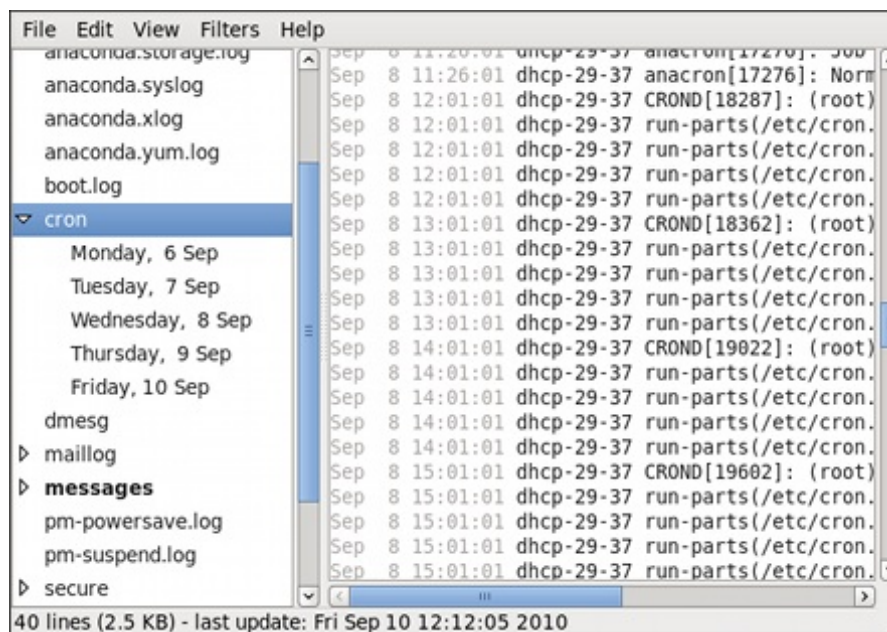 File Edit View Filters Help
anaconda.storage.log
anaconda.syslog
anaconda.xlog
anaconda.yum.log
boot.log
cron
Monday, 6 Sep
Tuesday, 7 Sep
Wednesday, 8 Sep
Thursday, 9 Sep
Friday, 10 Sep
dmesg
maillog
messages
pm-powersave.log
pm-suspend.log
secure
Sep 8 11:26:01 dhcp-29-37 anacron[17276]: Job
Sep 8 11:26:01 dhcp-29-37 anacron[17276]: Norm
Sep 8 12:01:01 dhcp-29-37 CROND[18287]: (root)
Sep 8 12:01:01 dhcp-29-37 run-parts(/etc/cron.
Sep 8 12:01:01 dhcp-29-37 run-parts(/etc/cron.
Sep 8 12:01:01 dhcp-29-37 run-parts(/etc/cron.
Sep 8 12:01:01 dhcp-29-37 run-parts(/etc/cron.
Sep 8 13:01:01 dhcp-29-37 CROND[18362]: (root)
Sep 8 13:01:01 dhcp-29-37 run-parts(/etc/cron.
Sep 8 13:01:01 dhcp-29-37 run-parts(/etc/cron.
Sep 8 13:01:01 dhcp-29-37 run-parts(/etc/cron.
Sep 8 13:01:01 dhcp-29-37 run-parts(/etc/cron.
Sep 8 14:01:01 dhcp-29-37 CROND[19022]: (root)
Sep 8 14:01:01 dhcp-29-37 run-parts(/etc/cron.
Sep 8 14:01:01 dhcp-29-37 run-parts(/etc/cron.
Sep 8 14:01:01 dhcp-29-37 run-parts(/etc/cron.
Sep 8 14:01:01 dhcp-29-37 run-parts(/etc/cron.
Sep 8 15:01:01 dhcp-29-37 CROND[19602]: (root)
Sep 8 15:01:01 dhcp-29-37 run-parts(/etc/cron.
Sep 8 15:01:01 dhcp-29-37 run-parts(/etc/cron.
Sep 8 15:01:01 dhcp-29-37 run-parts(/etc/cron.
Sep 8 15:01:01 dhcp-29-37 run-parts(/etc/cron.
40 lines (2.5 KB) - last update: Fri Sep 10 12:12:05 2010